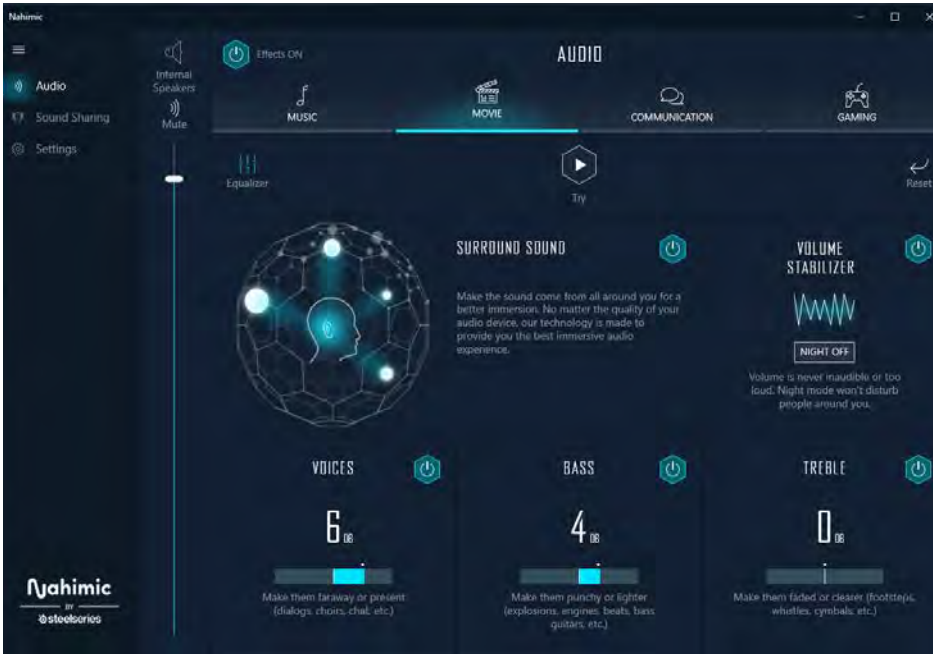 Nahimic
Audio
Sound Sharing
Settings
Internal
Speakers
Mute
Effects ON
AUDIO
MUSIC
MOVIE
COMMUNICATION
GAMING
Equalizer
Try
Reset
SURROUND SOUND
Make the sound come from all around you for a
better immersion. No matter the quality of your
audio device, our technology is made to
provide you the best immersive audio
experience.
VOLUME
STABILIZER
NIGHT OFF
Volume is never inaudible or too
loud. Night mode won't disturb
people around you.
VOICES
6 DB
Make them faraway or present
(dialogs, choirs, chat, etc.)
BASS
4 DB
Make them punchy or lighter
(explosions, engines, beats, bass
guitars, etc.)
TREBLE
0 DB
Make them faded or clearer (footsteps,
whistles, cymbals, etc.)
Nahimic
BY
steelseries